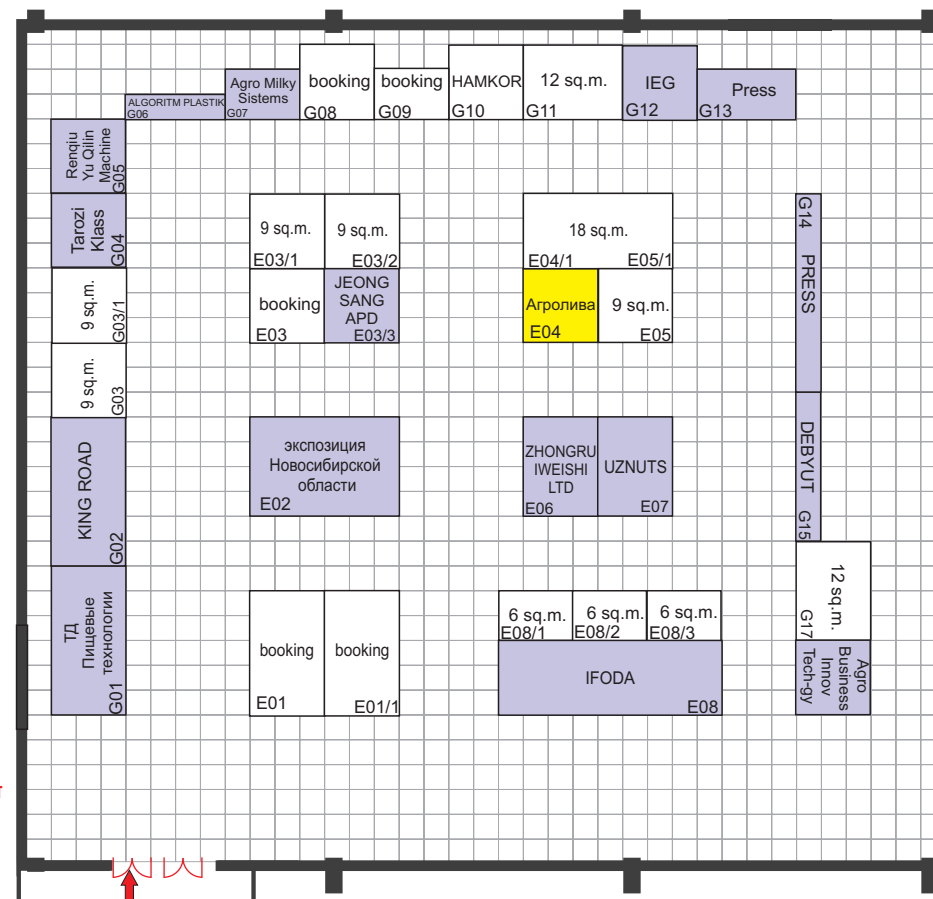 ALGORITM PLASTIK
G06
Agro Milky
Sistems
G07
booking
G08
booking
G09
HAMKOR
G10
12 sq.m.
G11
IEG
G12
Press
G13
Renqiu
Yu Qilin
Machine
G05
Tarozi
Klass
G04
9 sq.m.
G03/1
9 sq.m.
G03
KING ROAD
G02
ТД
Пищевые
технологии
G01
9 sq.m.
E03/1
9 sq.m.
E03/2
booking
E03
JEONG
SANG
APD
E03/3
18 sq.m.
E04/1
E05/1
Агролива
E04
9 sq.m.
E05
экспозиция
Новосибирской
области
E02
ZHONGRU
IWEISHI
LTD
E06
UZNUTS
E07
booking
E01
booking
E01/1
6 sq.m.
E08/1
6 sq.m.
E08/2
6 sq.m.
E08/3
IFODA
E08
G14
PRESS
DEBYUT
G15
12 sq.m.
G17
Agro
Business
Innov
Tech-gy